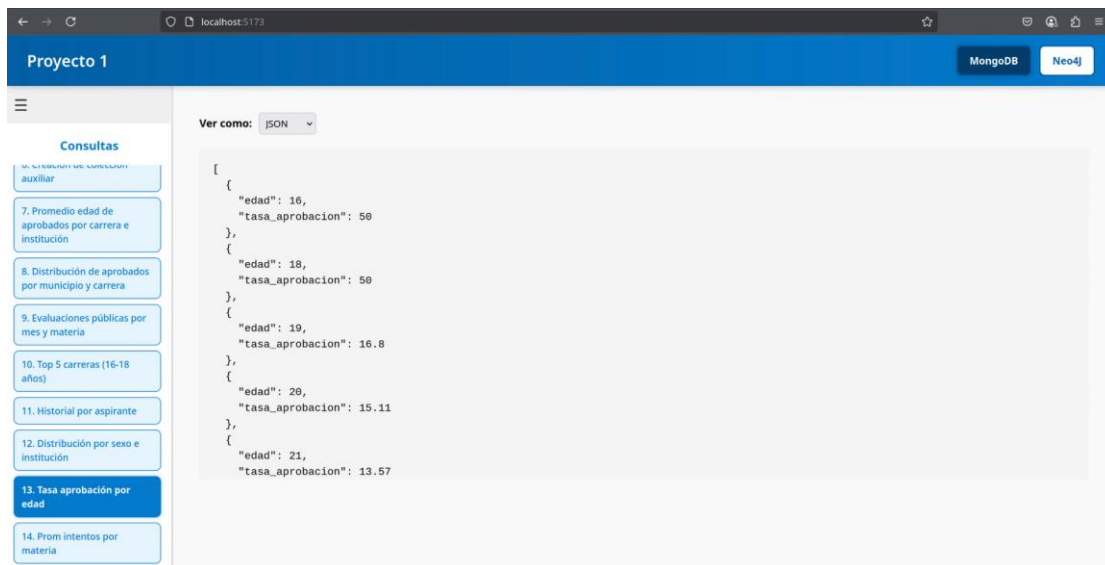 localhost:5173
Proyecto 1
MongoDB
Neo4J
Consultas
6. Creación de colección
auxiliar
7. Promedio edad de
aprobados por carrera e
institución
8. Distribución de aprobados
por municipio y carrera
9. Evaluaciones públicas por
mes y materia
10. Top 5 carreras (16-18
años)
11. Historial por aspirante
12. Distribución por sexo e
institución
13. Tasa aprobación por
edad
14. Prom intentos por
materia
Ver como: JSON
[
{
"edad": 16,
"tasa_aprobacion": 50
},
{
"edad": 18,
"tasa_aprobacion": 50
},
{
"edad": 19,
"tasa_aprobacion": 16.8
},
{
"edad": 20,
"tasa_aprobacion": 15.11
},
{
"edad": 21,
"tasa_aprobacion": 13.57